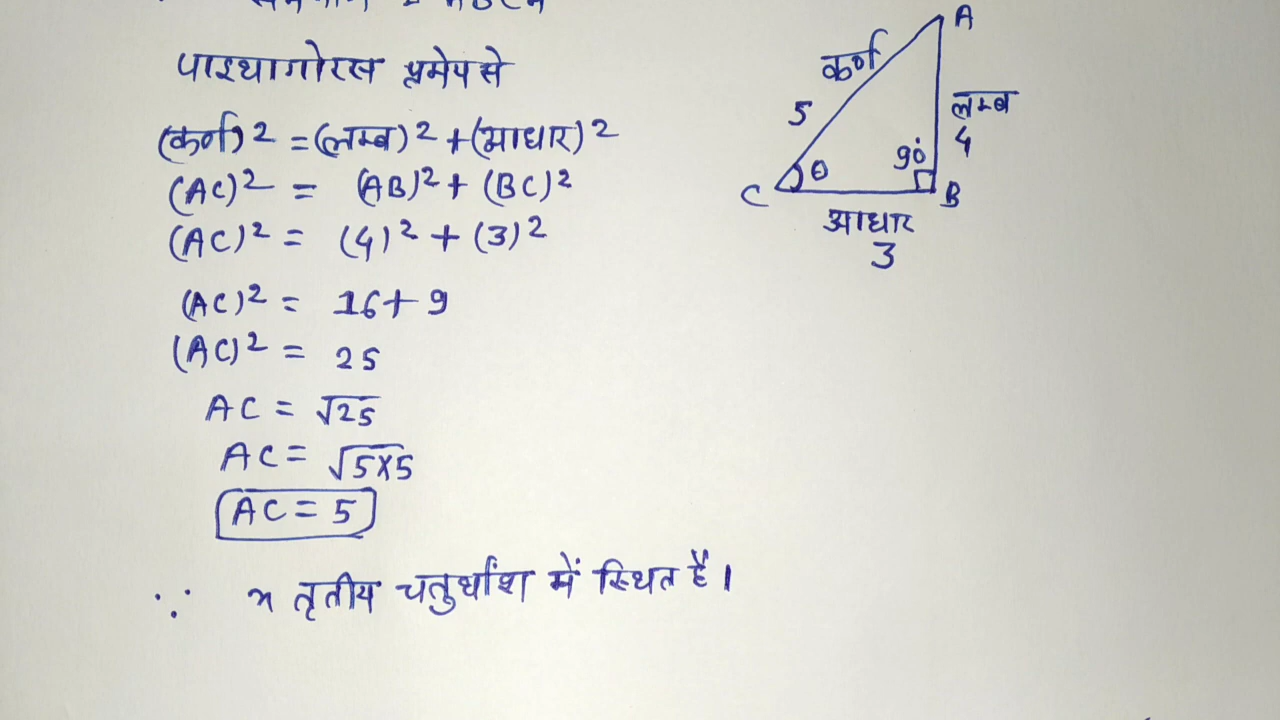 पाइथागोरस प्रमेय से
(कर्ण)² = (लम्ब)² + (आधार)²
(AC)² = (AB)² + (BC)²
(AC)² = (4)² + (3)²
(AC)² = 16 + 9
(AC)² = 25
AC = √25
AC = √5×5
AC = 5
∵ x तृतीय चतुर्थांश में स्थित है।
A
कर्ण
5
लम्ब
4
90°
θ
C
B
आधार
3